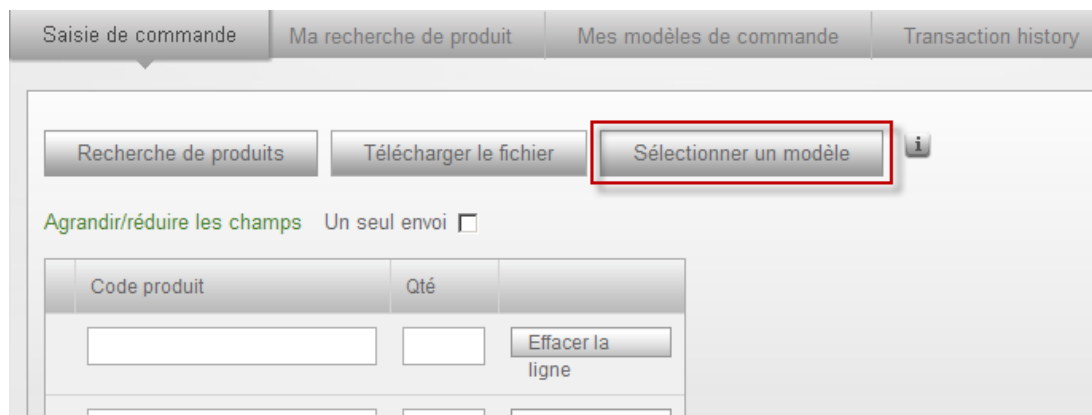 Saisie de commande Ma recherche de produit Mes modèles de commande Transaction history
Recherche de produits Télécharger le fichier Sélectionner un modèle i
Agrandir/réduire les champs Un seul envoi
Code produit Qté
Effacer la
ligne